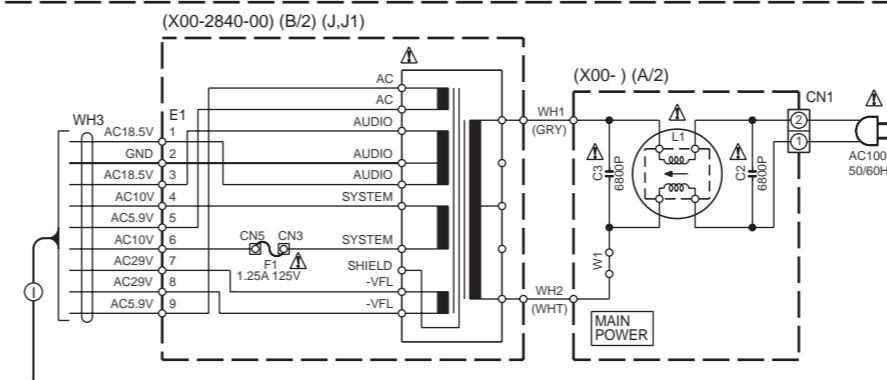 (X00-2840-00) (B/2) (J,J1)
(X00- ) (A/2)
WH3
E1
AC
AC
AUDIO
AUDIO
AUDIO
SYSTEM
SYSTEM
SHIELD
-VFL
-VFL
AC18.5V 1
GND 2
AC18.5V 3
AC10V 4
AC5.9V 5
AC10V 6
AC29V 7
AC29V 8
AC5.9V 9
CN5 CN3
F1
1.25A 125V
I
WH1
(GRY)
WH2
(WHT)
C3
6800P
L1
C2
6800P
W1
MAIN
POWER
CN1
2
1
AC100
50/60H